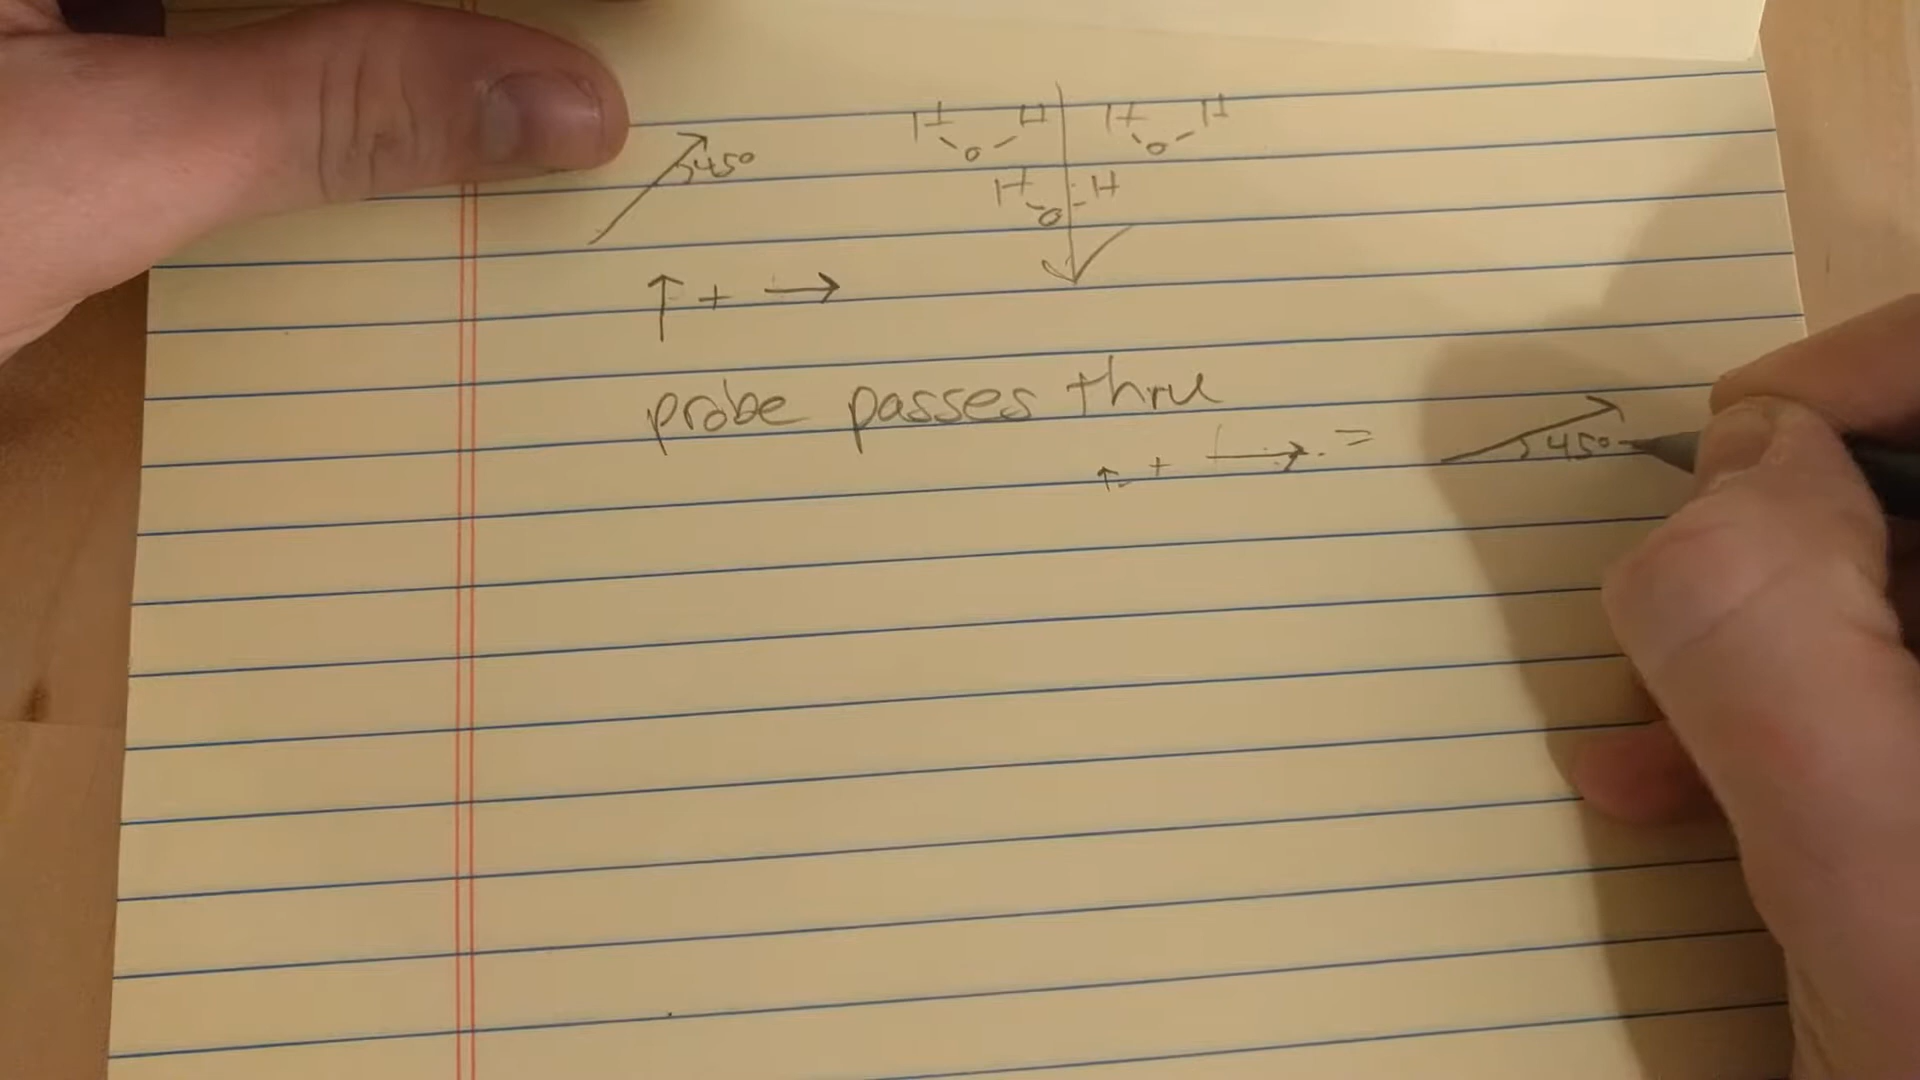 H H H H
45° O O
H H
O
↑ + →
probe passes thru
↑ + → = 45°